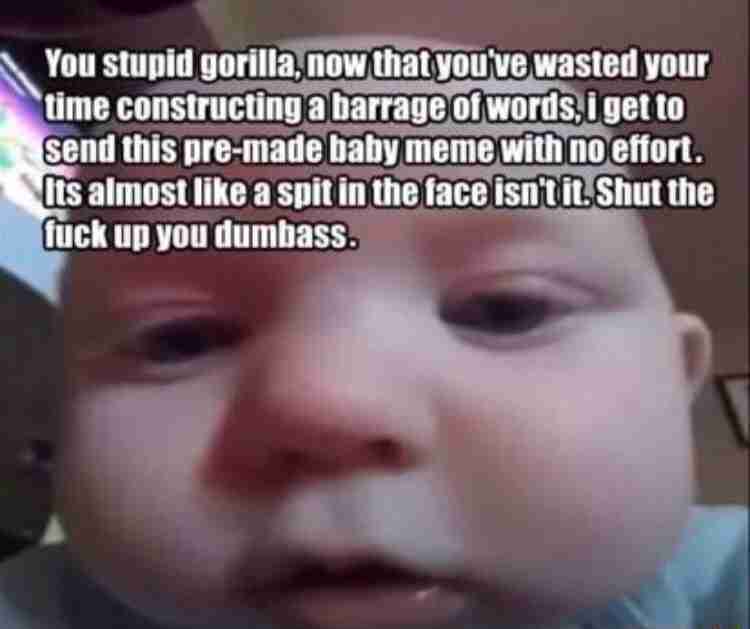 You stupid gorilla, now that you've wasted your
time constructing a barrage of words, i get to
send this pre-made baby meme with no effort.
Its almost like a spit in the face isn't it. Shut the
fuck up you dumbass.